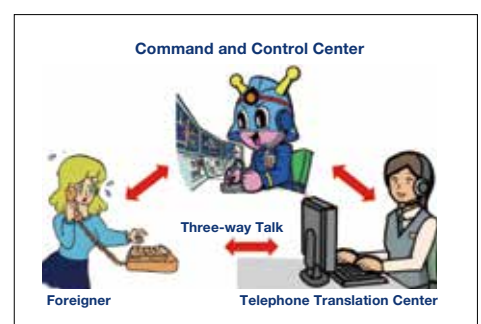 Command and Control Center
Three-way Talk
Foreigner
Telephone Translation Center